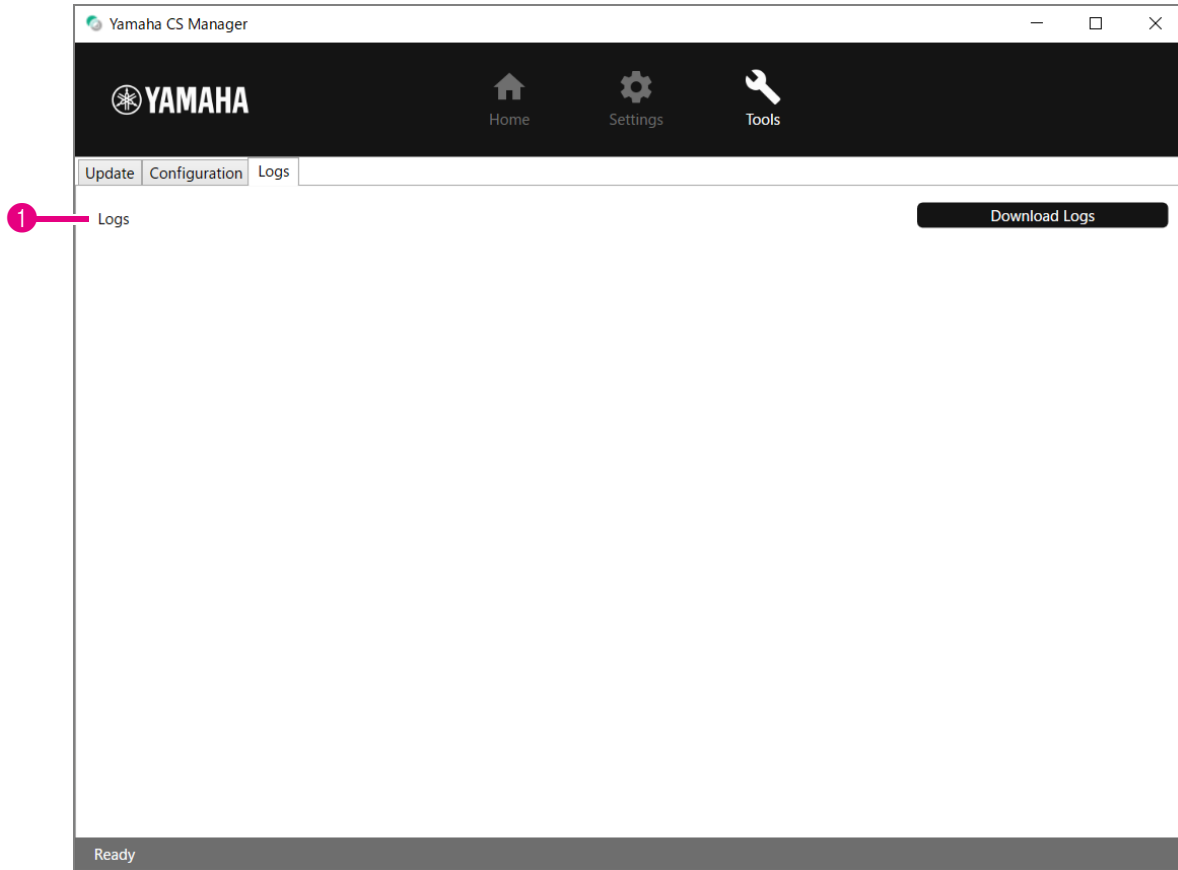 Yamaha CS Manager
YAMAHA
Home Settings Tools
Update Configuration Logs
1 Logs Download Logs
Ready